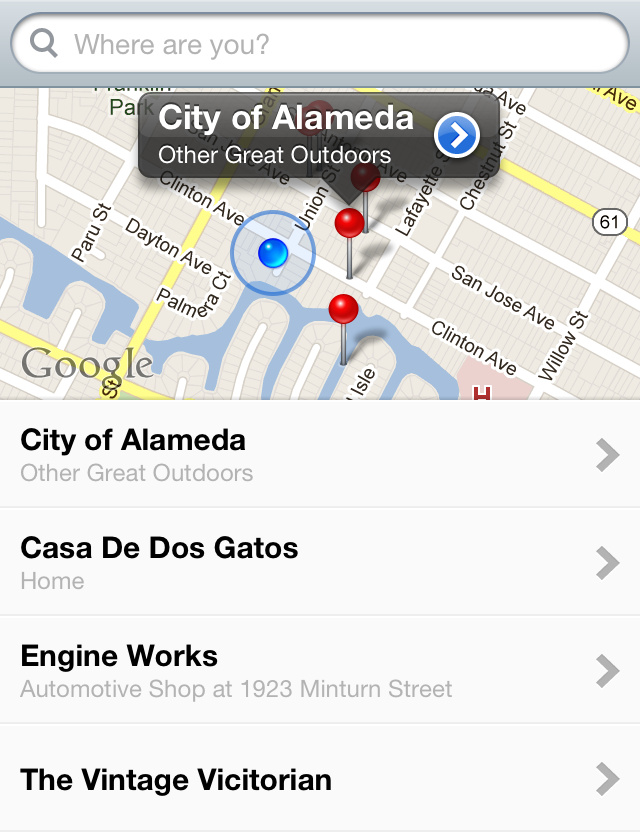 Where are you?
Franklin
Park
City of Alameda
Other Great Outdoors
Clinton Ave
Union St
Lafayette S
Chestnut St
Ave
Paru St
Dayton Ave
Palmera Ct
61
San Jose Ave
Clinton Ave
Willow St
Google
St
Isle
H
City of Alameda
Other Great Outdoors
Casa De Dos Gatos
Home
Engine Works
Automotive Shop at 1923 Minturn Street
The Vintage Vicitorian